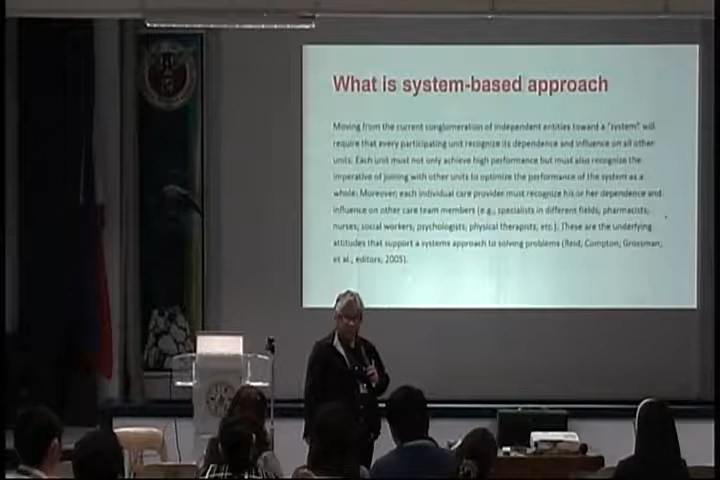 What is system-based approach
Moving from the current conglomeration of independent entities toward a "system" will
require that every participating unit recognize its dependence and influence on all other
units. Each unit must not only achieve high performance but must also recognize the
imperative of joining with other units to optimize the performance of the system as a
whole. Moreover, each individual care provider must recognize his or her dependence and
influence on other care team members (e.g., specialists in different fields, pharmacists,
nurses, social workers, psychologists, physical therapists, etc.). These are the underlying
attitudes that support a systems approach to solving problems (Reid, Compton, Grossman,
et al., editors, 2005).